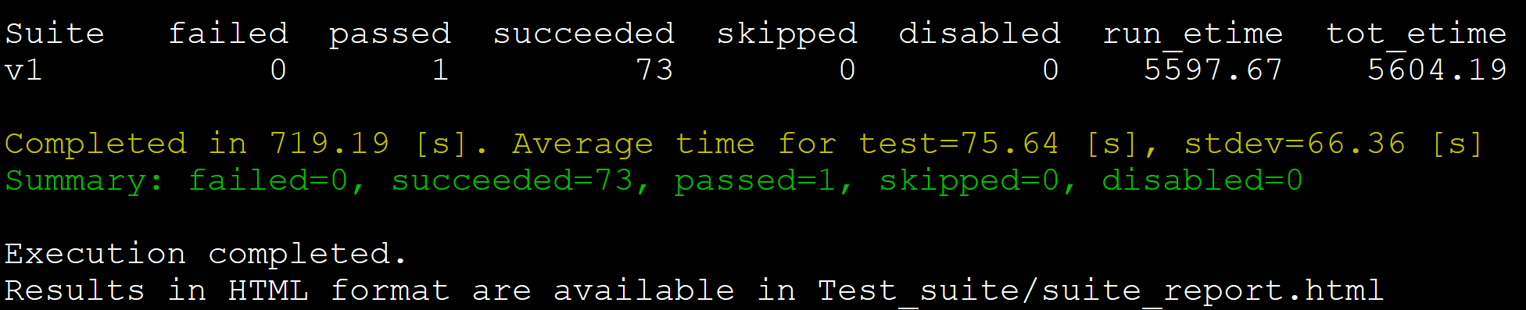 Suite failed passed succeeded skipped disabled run_etime tot_etime
v1 0 1 73 0 0 5597.67 5604.19
Completed in 719.19 [s]. Average time for test=75.64 [s], stdev=66.36 [s]
Summary: failed=0, succeeded=73, passed=1, skipped=0, disabled=0
Execution completed.
Results in HTML format are available in Test_suite/suite_report.html